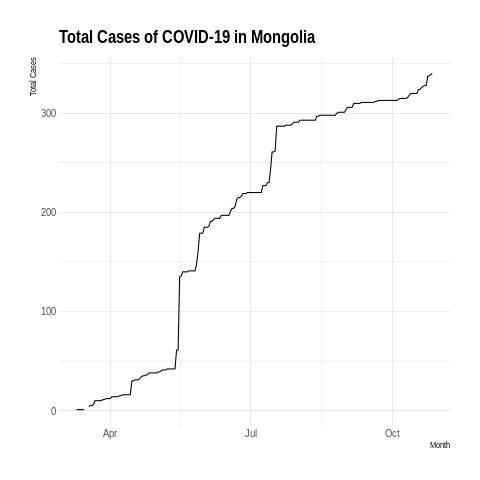 Total Cases of COVID-19 in Mongolia
Total Cases
300
200
100
0
Apr
Jul
Oct
Month